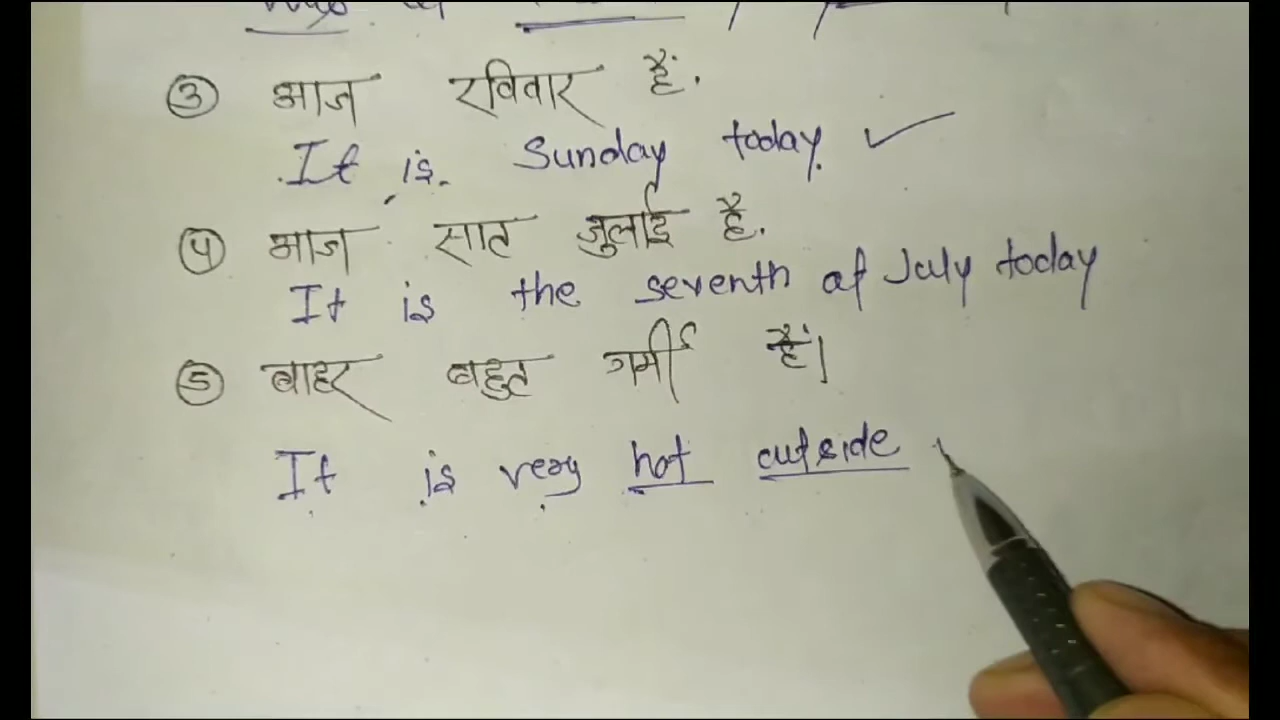 ③ आज रविवार हैं.
It is Sunday today.
④ आज सात जुलाई है.
It is the seventh of July today
⑤ बाहर बहुत गर्मी हैं।
It is very hot outside